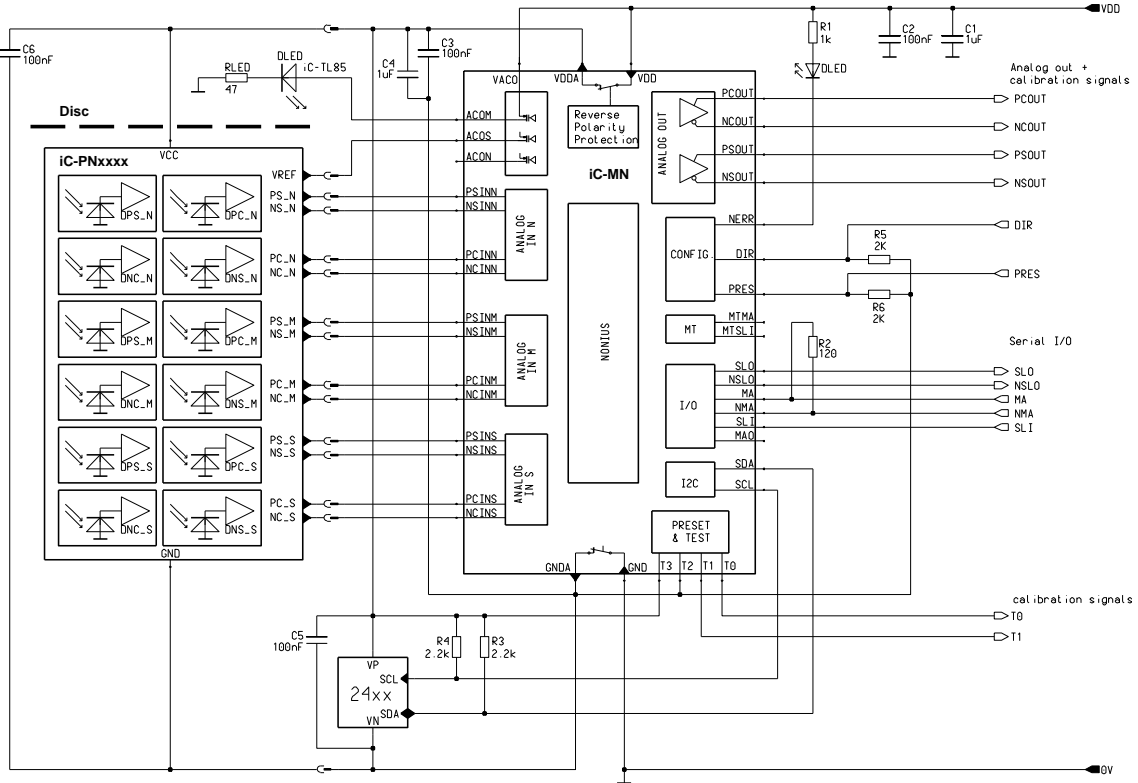 VDD
C6
100nF
C3
100nF
C4
1uF
R1
1k
C2
100nF
C1
1uF
DLED
iC-TL85
RLED
47
DLED
VACO
VDDA
VDD
Analog out +
calibration signals
Disc
ACOM
ACOS
ACON
Reverse
Polarity
Protection
ANALOG OUT
PCOUT
NCOUT
PSOUT
NSOUT
PCOUT
NCOUT
PSOUT
NSOUT
VCC
iC-PNxxxx
iC-MN
VREF
PS_N
NS_N
PC_N
NC_N
PS_M
NS_M
PC_M
NC_M
PS_S
NS_S
PC_S
NC_S
DPS_N
DPC_N
DNC_N
DNS_N
DPS_M
DPC_M
DNC_M
DNS_M
DPS_S
DPC_S
DNC_S
DNS_S
GND
PSINN
NSINN
PCINN
NCINN
ANALOG
IN N
PSINM
NSINM
PCINM
NCINM
ANALOG
IN M
PSINS
NSINS
PCINS
NCINS
ANALOG
IN S
NONIUS
CONFIG.
NERR
DIR
PRES
DIR
R5
2K
PRES
R6
2K
MT
MTMA
MTSLI
R2
120
Serial I/O
I/O
SLO
NSLO
MA
NMA
SLI
MAO
SLO
NSLO
MA
NMA
SLI
I2C
SDA
SCL
PRESET
& TEST
GNDA
GND
T3
T2
T1
T0
calibration signals
T0
T1
C5
100nF
R4
2.2k
R3
2.2k
VP
SCL
24xx
SDA
VN
0V